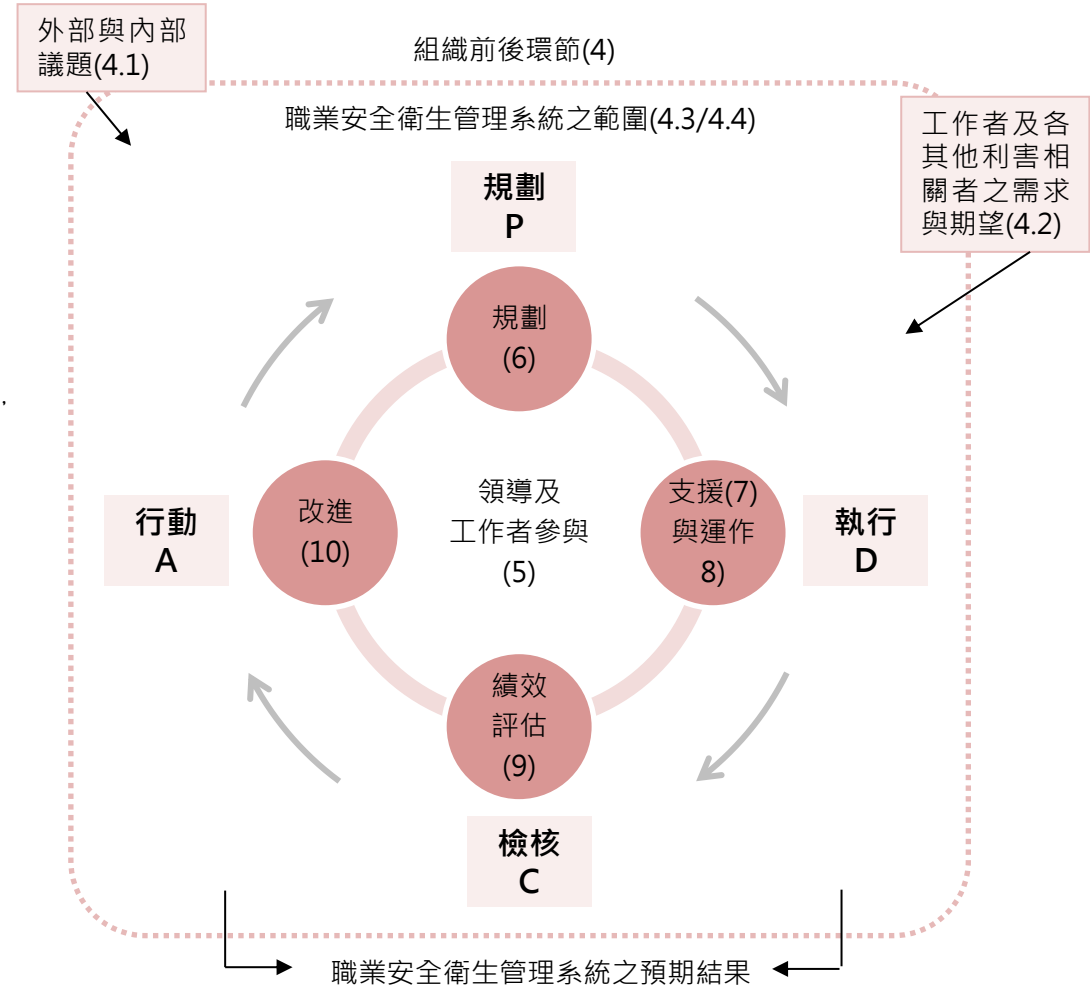 外部與內部
議題(4.1)
組織前後環節(4)
職業安全衛生管理系統之範圍(4.3/4.4)
工作者及各
其他利害相
關者之需求
與期望(4.2)
規劃
P
規劃
(6)
,
行動
A
改進
(10)
領導及
工作者參與
(5)
支援(7)
與運作
8)
執行
D
績效
評估
(9)
檢核
C
職業安全衛生管理系統之預期結果